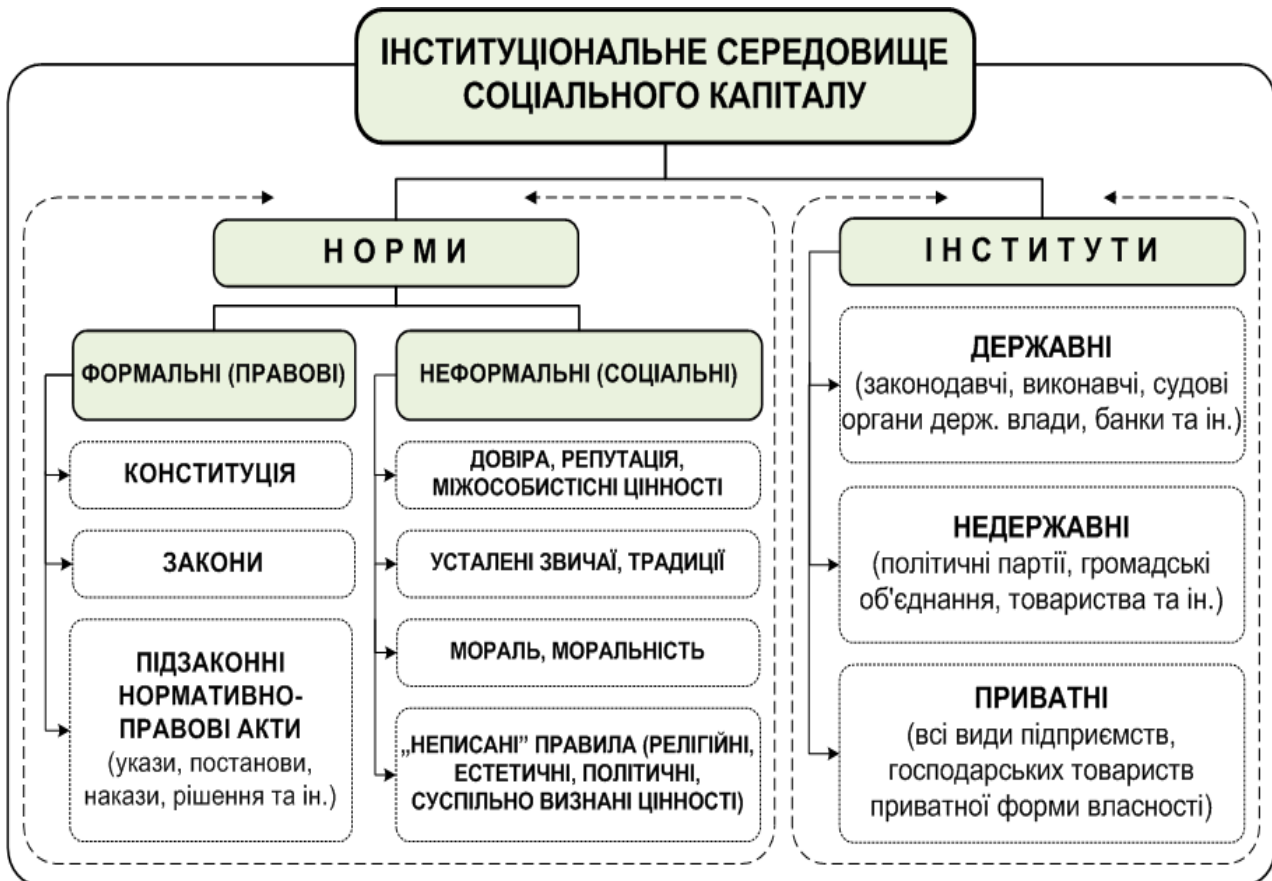 ІНСТИТУЦІОНАЛЬНЕ СЕРЕДОВИЩЕ
СОЦІАЛЬНОГО КАПІТАЛУ
НОРМИ
ФОРМАЛЬНІ (ПРАВОВІ)
КОНСТИТУЦІЯ
ЗАКОНИ
ПІДЗАКОННІ
НОРМАТИВНО-
ПРАВОВІ АКТИ
(укази, постанови,
накази, рішення та ін.)
НЕФОРМАЛЬНІ (СОЦІАЛЬНІ)
ДОВІРА, РЕПУТАЦІЯ,
МІЖОСОБИСТІСНІ ЦІННОСТІ
УСТАЛЕНІ ЗВИЧАЇ, ТРАДИЦІЇ
МОРАЛЬ, МОРАЛЬНІСТЬ
„НЕПИСАНІ” ПРАВИЛА (РЕЛІГІЙНІ,
ЕСТЕТИЧНІ, ПОЛІТИЧНІ,
СУСПІЛЬНО ВИЗНАНІ ЦІННОСТІ)
ІНСТИТУТИ
ДЕРЖАВНІ
(законодавчі, виконавчі, судові
органи держ. влади, банки та ін.)
НЕДЕРЖАВНІ
(політичні партії, громадські
об'єднання, товариства та ін.)
ПРИВАТНІ
(всі види підприємств,
господарських товариств
приватної форми власності)